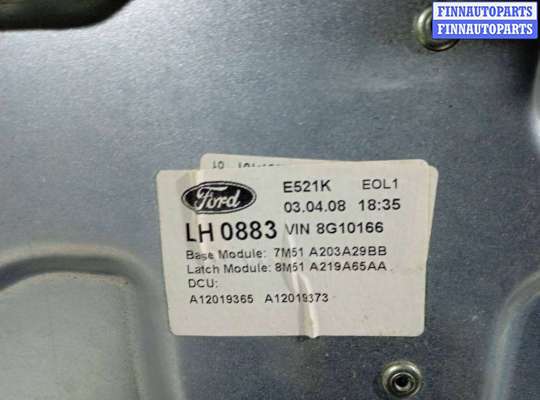 FINNAUTOPARTS
FINNAUTOPARTS
Ford
E521K EOL1
03.04.08 18:35
LH 0883 VIN 8G10166
Base Module: 7M51 A203A29BB
Latch Module: 8M51 A219A65AA
DCU:
A12019365 A12019373